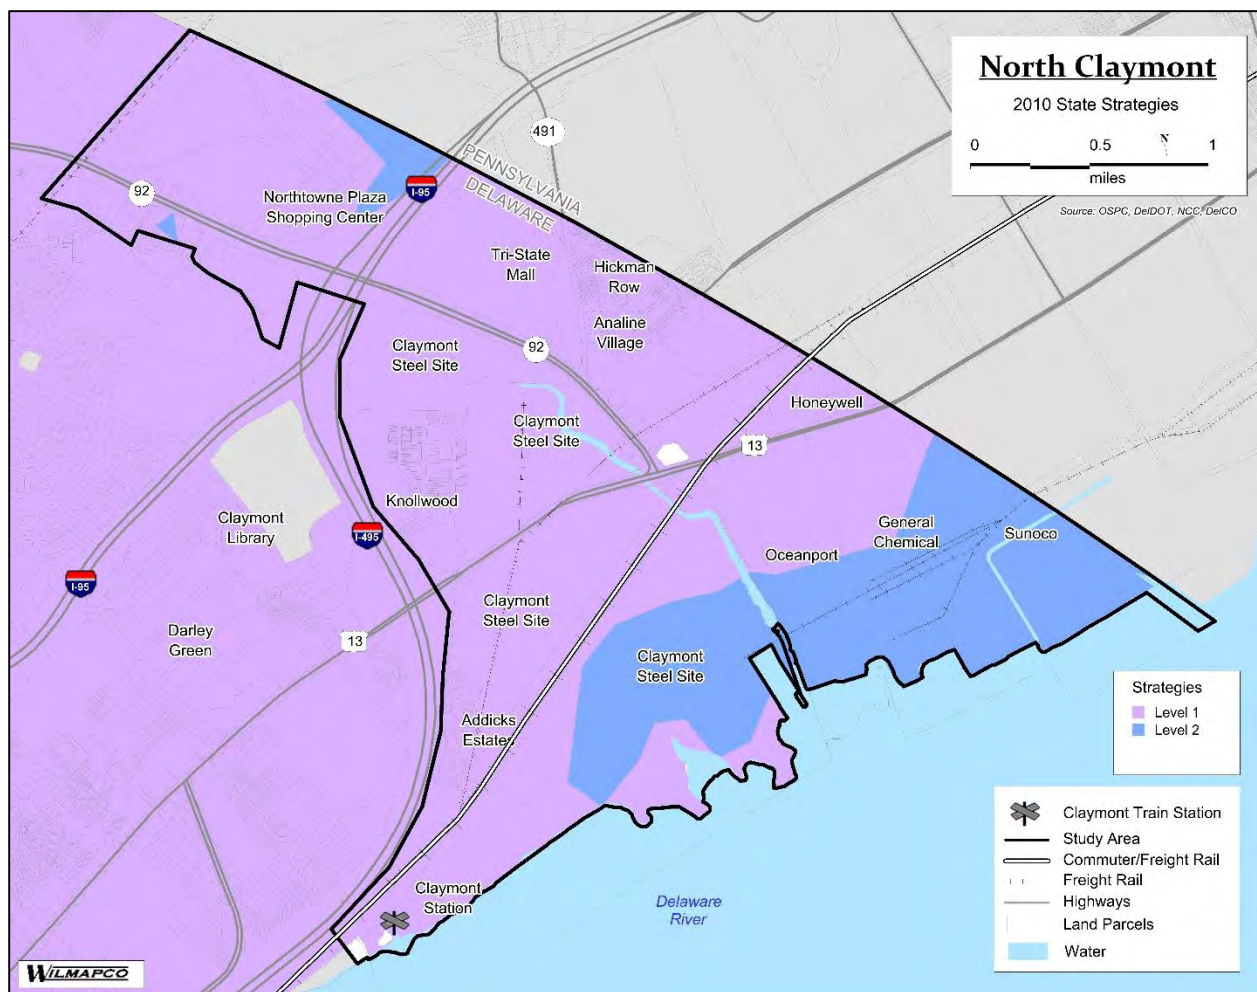 North Claymont
2010 State Strategies
0 0.5 1
N
miles
Source: OSPC, DelDOT, NCC, DelCO
491
PENNSYLVANIA
DELAWARE
92
I-95
Northtowne Plaza
Shopping Center
Tri-State
Mall
Hickman
Row
Analine
Village
92
Claymont
Steel Site
Honeywell
Claymont
Steel Site
13
Knollwood
Claymont
Library
I-495
General
Chemical
Sunoco
Oceanport
I-95
Claymont
Steel Site
Darley
Green
13
Claymont
Steel Site
Addicks
Estates
Strategies
Level 1
Level 2
Claymont Train Station
Study Area
Commuter/Freight Rail
Freight Rail
Highways
Land Parcels
Water
Claymont
Station
Delaware
River
WILMAPCO